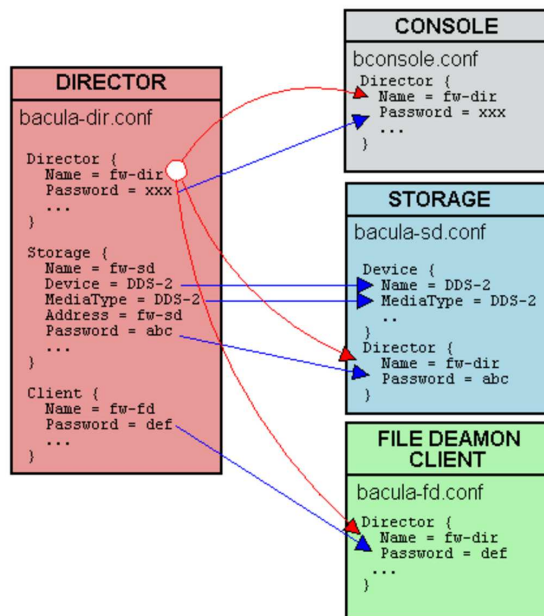 DIRECTOR
bacula-dir.conf
Director {
Name = fw-dir
Password = xxx
...
}
Storage {
Name = fw-sd
Device = DDS-2
MediaType = DDS-2
Address = fw-sd
Password = abc
...
}
Client {
Name = fw-fd
Password = def
...
}
CONSOLE
bconsole.conf
Director {
Name = fw-dir
Password = xxx
...
}
STORAGE
bacula-sd.conf
Device {
Name = DDS-2
MediaType = DDS-2
..
}
Director {
Name = fw-dir
Password = abc
}
FILE DEAMON
CLIENT
bacula-fd.conf
Director {
Name = fw-dir
Password = def
...
}